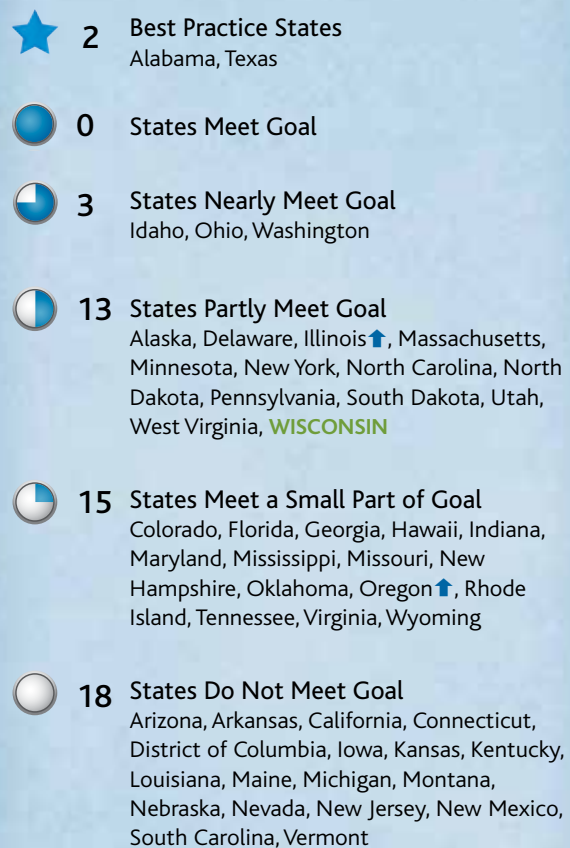 2 Best Practice States
Alabama, Texas
0 States Meet Goal
3 States Nearly Meet Goal
Idaho, Ohio, Washington
13 States Partly Meet Goal
Alaska, Delaware, Illinois⬆, Massachusetts,
Minnesota, New York, North Carolina, North
Dakota, Pennsylvania, South Dakota, Utah,
West Virginia, WISCONSIN
15 States Meet a Small Part of Goal
Colorado, Florida, Georgia, Hawaii, Indiana,
Maryland, Mississippi, Missouri, New
Hampshire, Oklahoma, Oregon⬆, Rhode
Island, Tennessee, Virginia, Wyoming
18 States Do Not Meet Goal
Arizona, Arkansas, California, Connecticut,
District of Columbia, Iowa, Kansas, Kentucky,
Louisiana, Maine, Michigan, Montana,
Nebraska, Nevada, New Jersey, New Mexico,
South Carolina, Vermont